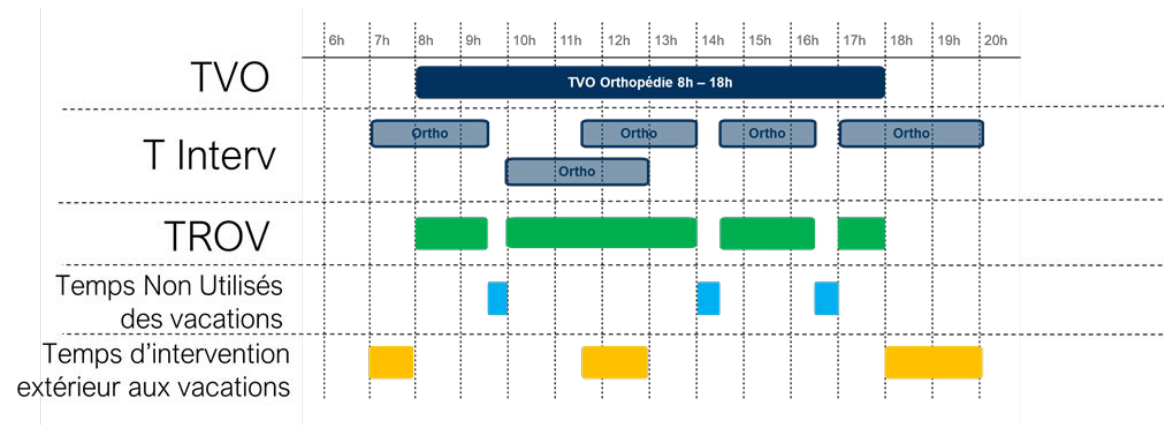 6h 7h 8h 9h 10h 11h 12h 13h 14h 15h 16h 17h 18h 19h 20h
TVO
TVO Orthopédie 8h – 18h
T Interv
Ortho Ortho Ortho Ortho
Ortho
TROV
Temps Non Utilisés
des vacations
Temps d'intervention
extérieur aux vacations